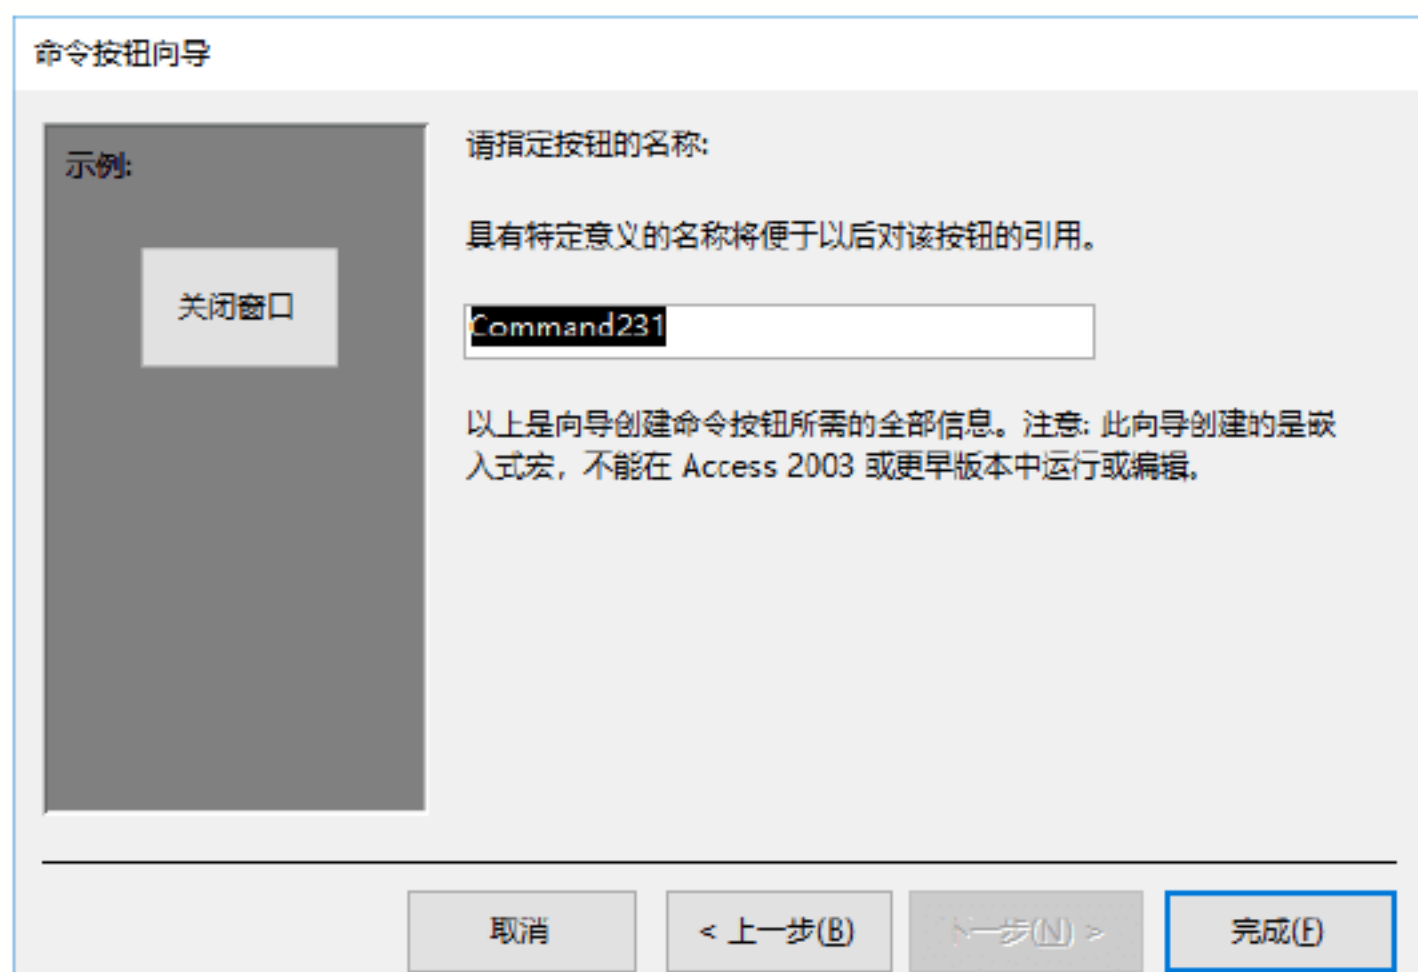 命令按钮向导
示例:
关闭窗口
请指定按钮的名称:
具有特定意义的名称将便于以后对该按钮的引用。
Command231
以上是向导创建命令按钮所需的全部信息。注意: 此向导创建的是嵌
入式宏，不能在 Access 2003 或更早版本中运行或编辑。
取消
< 上一步(B)
下一步(N) >
完成(F)